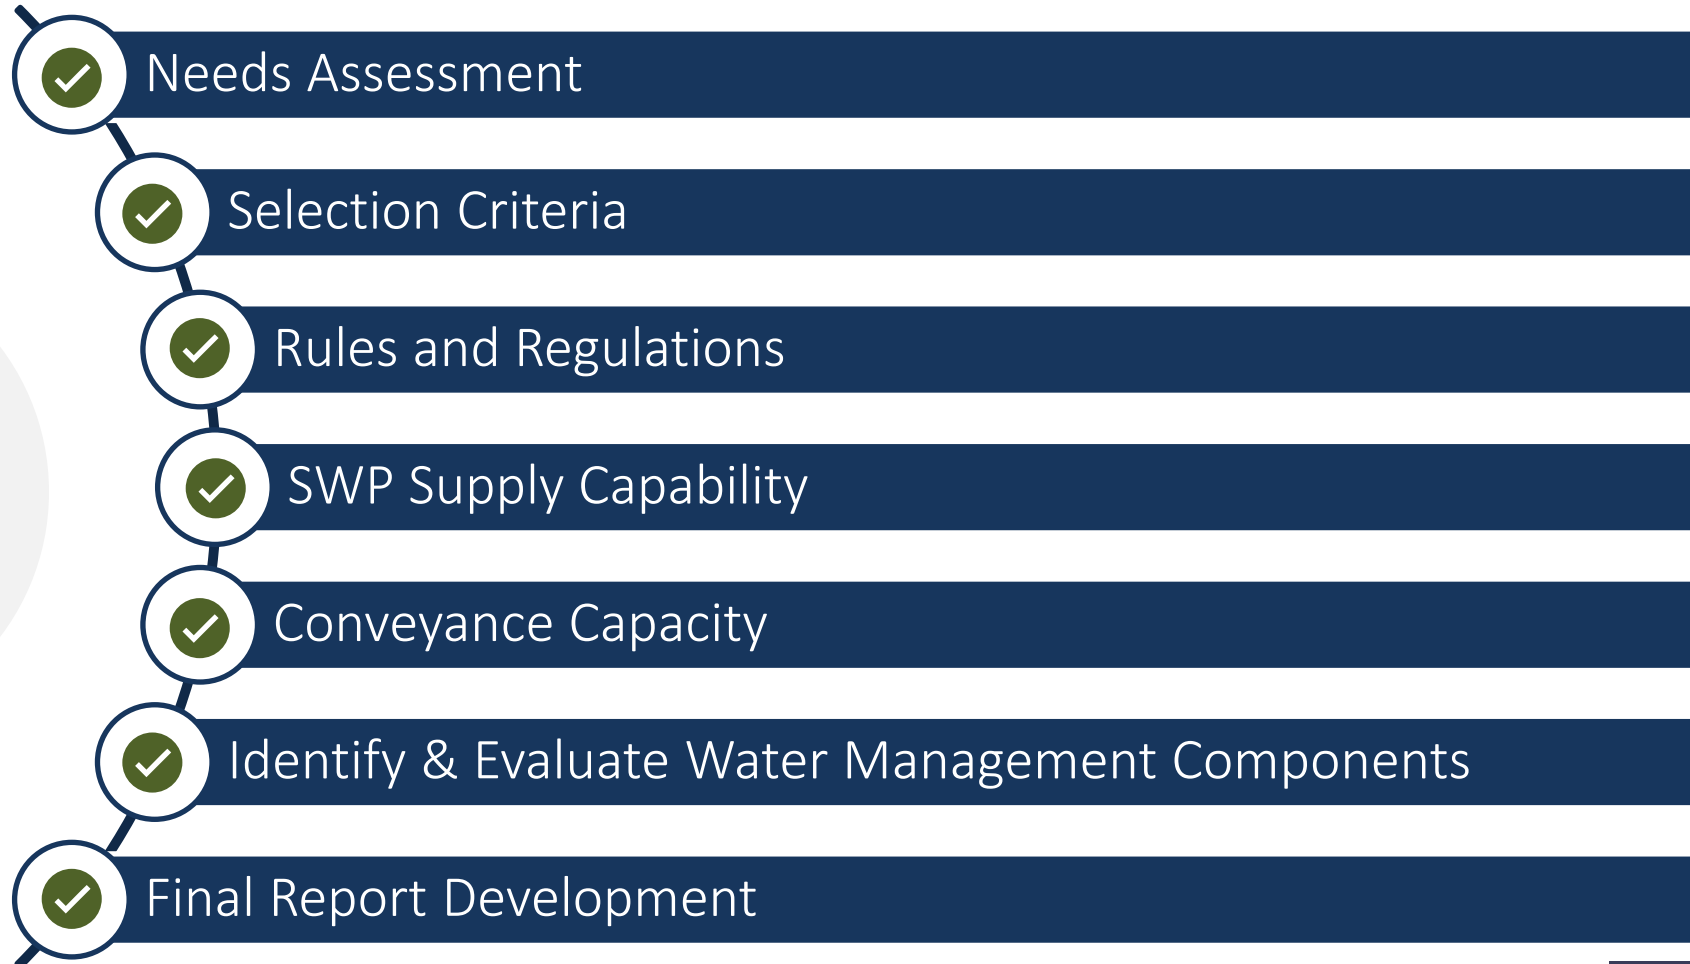 Needs Assessment
Selection Criteria
Rules and Regulations
SWP Supply Capability
Conveyance Capacity
Identify & Evaluate Water Management Components
Final Report Development